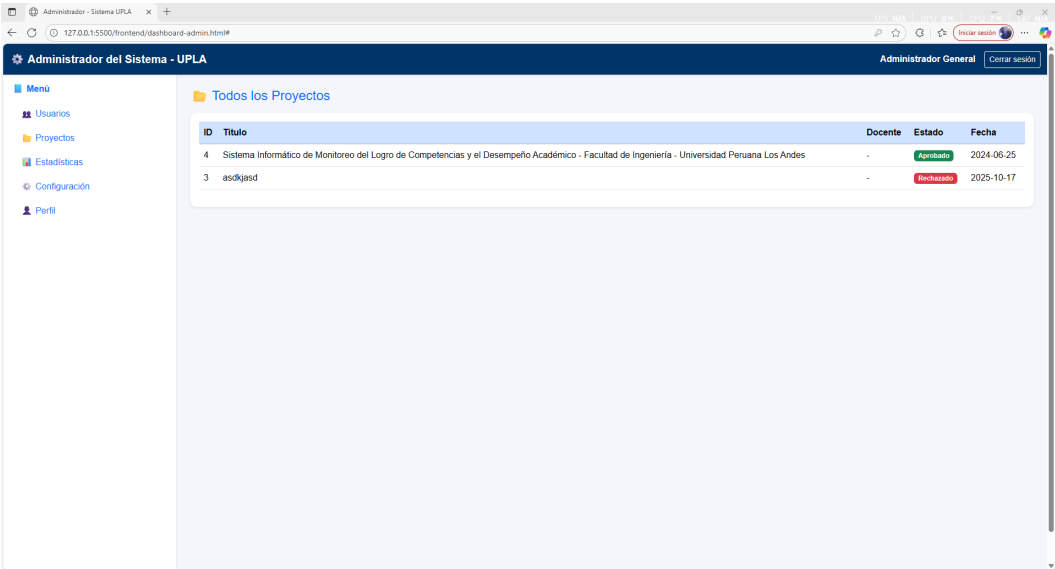 Administrador - Sistema UPLA
127.0.0.1:5500/frontend/dashboard-admin.html#
Iniciar sesión
Administrador del Sistema - UPLA
Administrador General
Cerrar sesión
Menú
Usuarios
Proyectos
Estadísticas
Configuración
Perfil
Todos los Proyectos
ID Título Docente Estado Fecha
4 Sistema Informático de Monitoreo del Logro de Competencias y el Desempeño Académico - Facultad de Ingeniería - Universidad Peruana Los Andes - Aprobado 2024-06-25
3 asdkjasd - Rechazado 2025-10-17